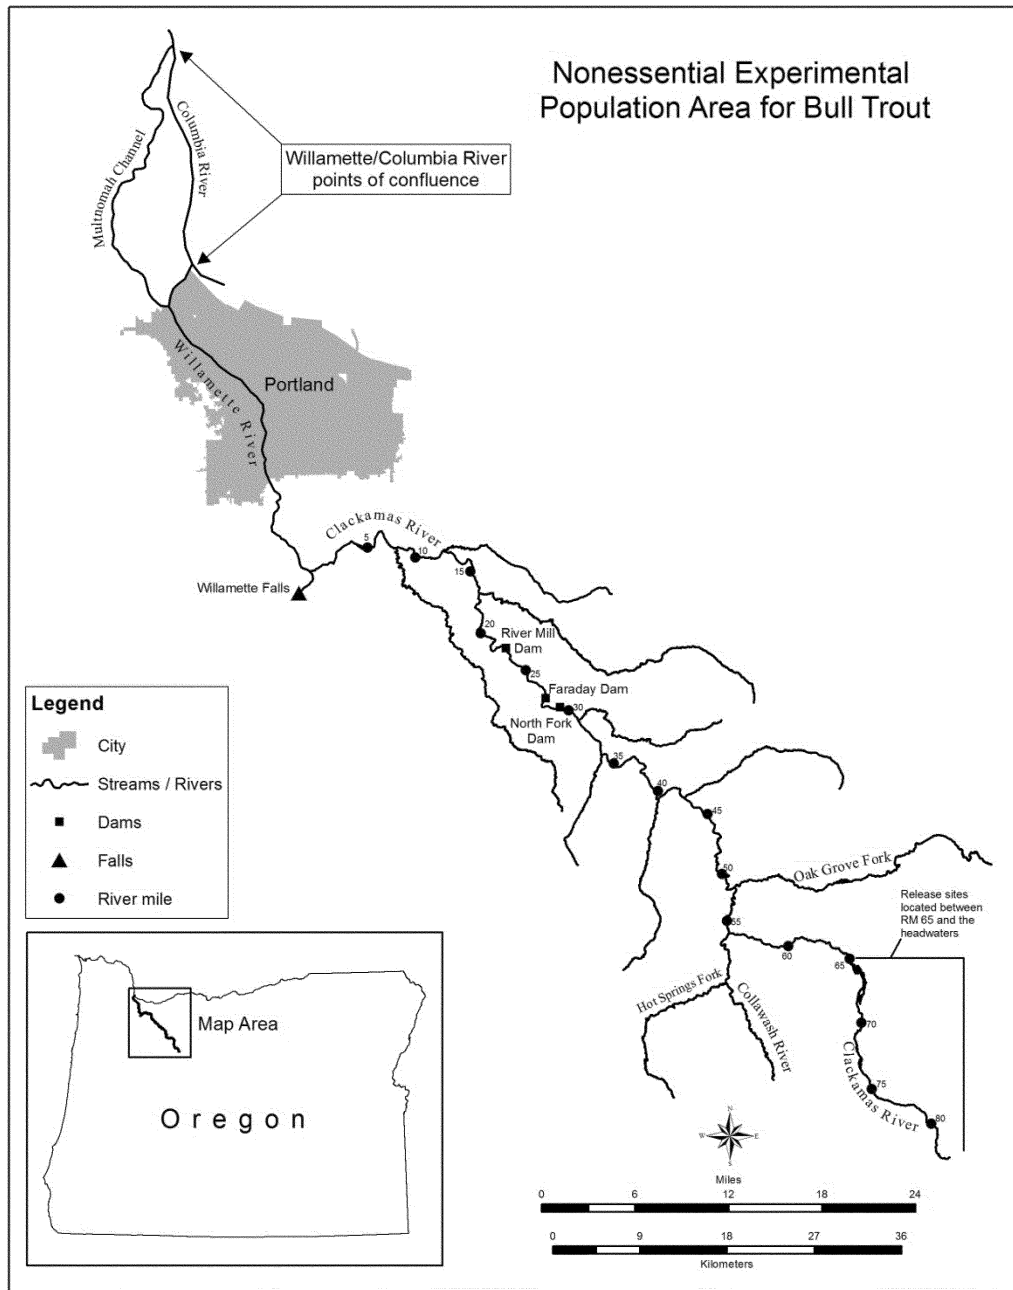 Nonessential Experimental
Population Area for Bull Trout
Willamette/Columbia River
points of confluence
Columbia River
Multnomah Channel
Willamette River
Portland
Clackamas River
Willamette Falls
5
10
15
20
River Mill
Dam
25
Faraday Dam
30
North Fork
Dam
35
40
45
50
Oak Grove Fork
55
60
65
Release sites
located between
RM 65 and the
headwaters
Hot Springs Fork
Collawash River
70
75
80
Clackamas River
Legend
City
Streams / Rivers
Dams
Falls
River mile
Map Area
Oregon
N
W
E
S
Miles
0 6 12 18 24
0 9 18 27 36
Kilometers